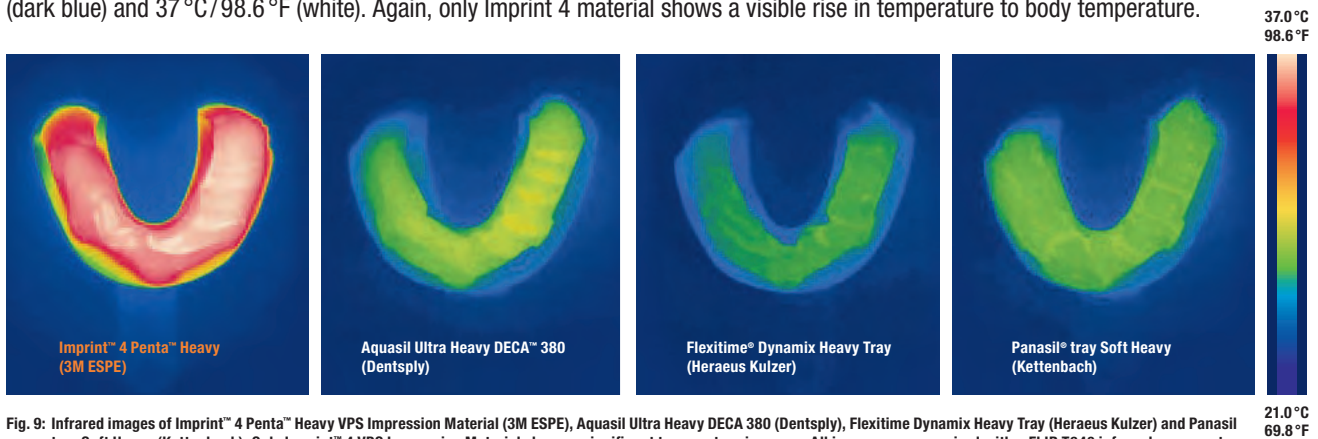 (dark blue) and 37 °C/98.6 °F (white). Again, only Imprint 4 material shows a visible rise in temperature to body temperature.
37.0 °C
98.6 °F
Imprint™ 4 Penta™ Heavy
(3M ESPE)
Aquasil Ultra Heavy DECA™ 380
(Dentsply)
Flexitime® Dynamix Heavy Tray
(Heraeus Kulzer)
Panasil® tray Soft Heavy
(Kettenbach)
21.0 °C
69.8 °F
Fig. 9: Infrared images of Imprint™ 4 Penta™ Heavy VPS Impression Material (3M ESPE), Aquasil Ultra Heavy DECA 380 (Dentsply), Flexitime Dynamix Heavy Tray (Heraeus Kulzer) and Panasil